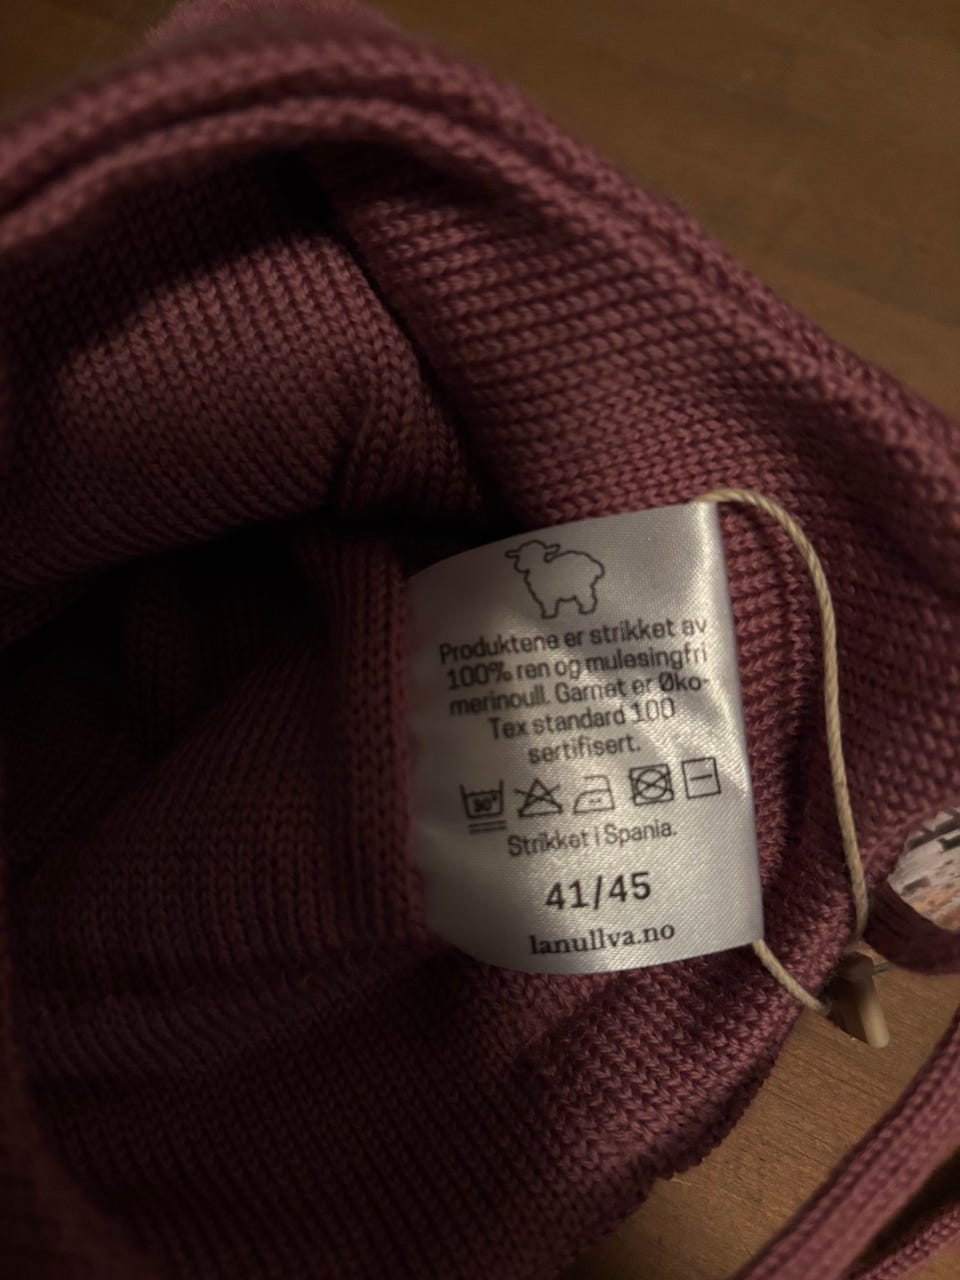 Produktene er strikket av
100% ren og mulesingfri
merinoull. Garnet er Øko-
Tex standard 100
sertifisert.
30°
Strikket i Spania.
41/45
lanullva.no